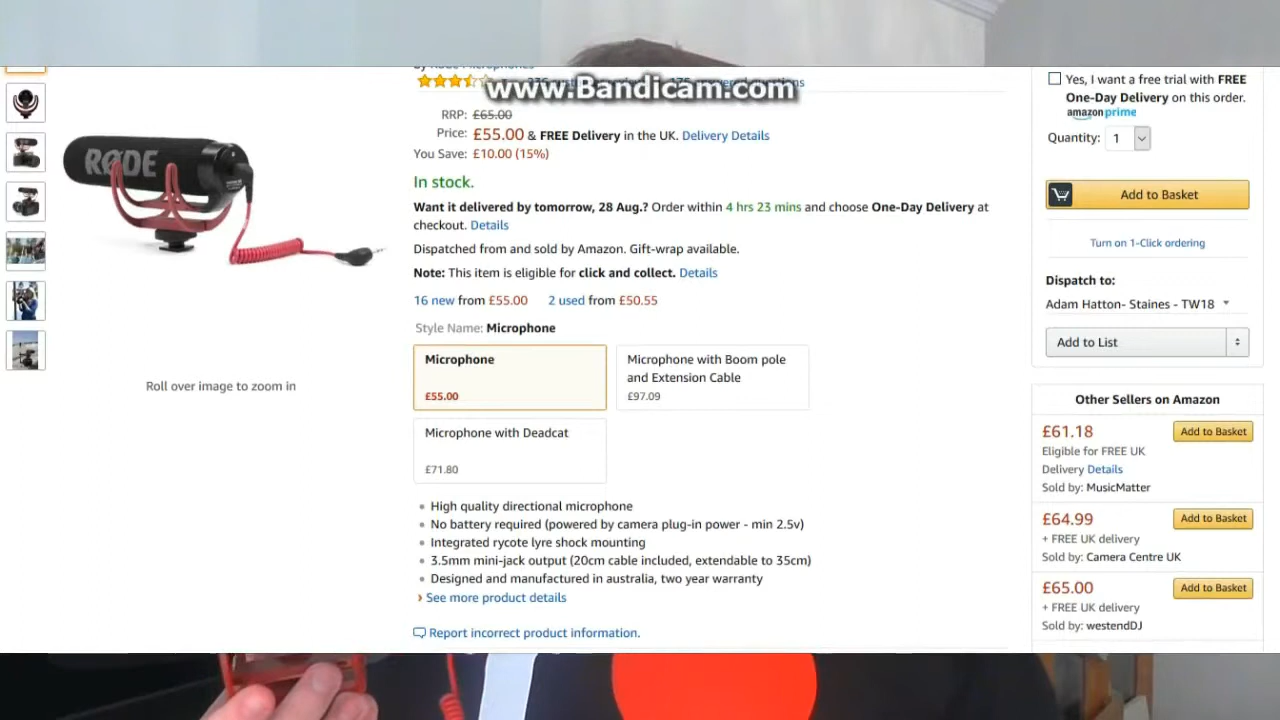 www.Bandicam.com
RØDE
RRP: £65.00
Price: £55.00 & FREE Delivery in the UK. Delivery Details
You Save: £10.00 (15%)
In stock.
Want it delivered by tomorrow, 28 Aug.? Order within 4 hrs 23 mins and choose One-Day Delivery at
checkout. Details
Dispatched from and sold by Amazon. Gift-wrap available.
Note: This item is eligible for click and collect. Details
16 new from £55.00 2 used from £50.55
Style Name: Microphone
Microphone
£55.00
Microphone with Boom pole
and Extension Cable
£97.09
Microphone with Deadcat
£71.80
Roll over image to zoom in
High quality directional microphone
No battery required (powered by camera plug-in power - min 2.5v)
Integrated rycote lyre shock mounting
3.5mm mini-jack output (20cm cable included, extendable to 35cm)
Designed and manufactured in australia, two year warranty
See more product details
Report incorrect product information.
Yes, I want a free trial with FREE
One-Day Delivery on this order.
amazon prime
Quantity: 1
Add to Basket
Turn on 1-Click ordering
Dispatch to:
Adam Hatton- Staines - TW18
Add to List
Other Sellers on Amazon
£61.18 Add to Basket
Eligible for FREE UK
Delivery Details
Sold by: MusicMatter
£64.99 Add to Basket
+ FREE UK delivery
Sold by: Camera Centre UK
£65.00 Add to Basket
+ FREE UK delivery
Sold by: westendDJ